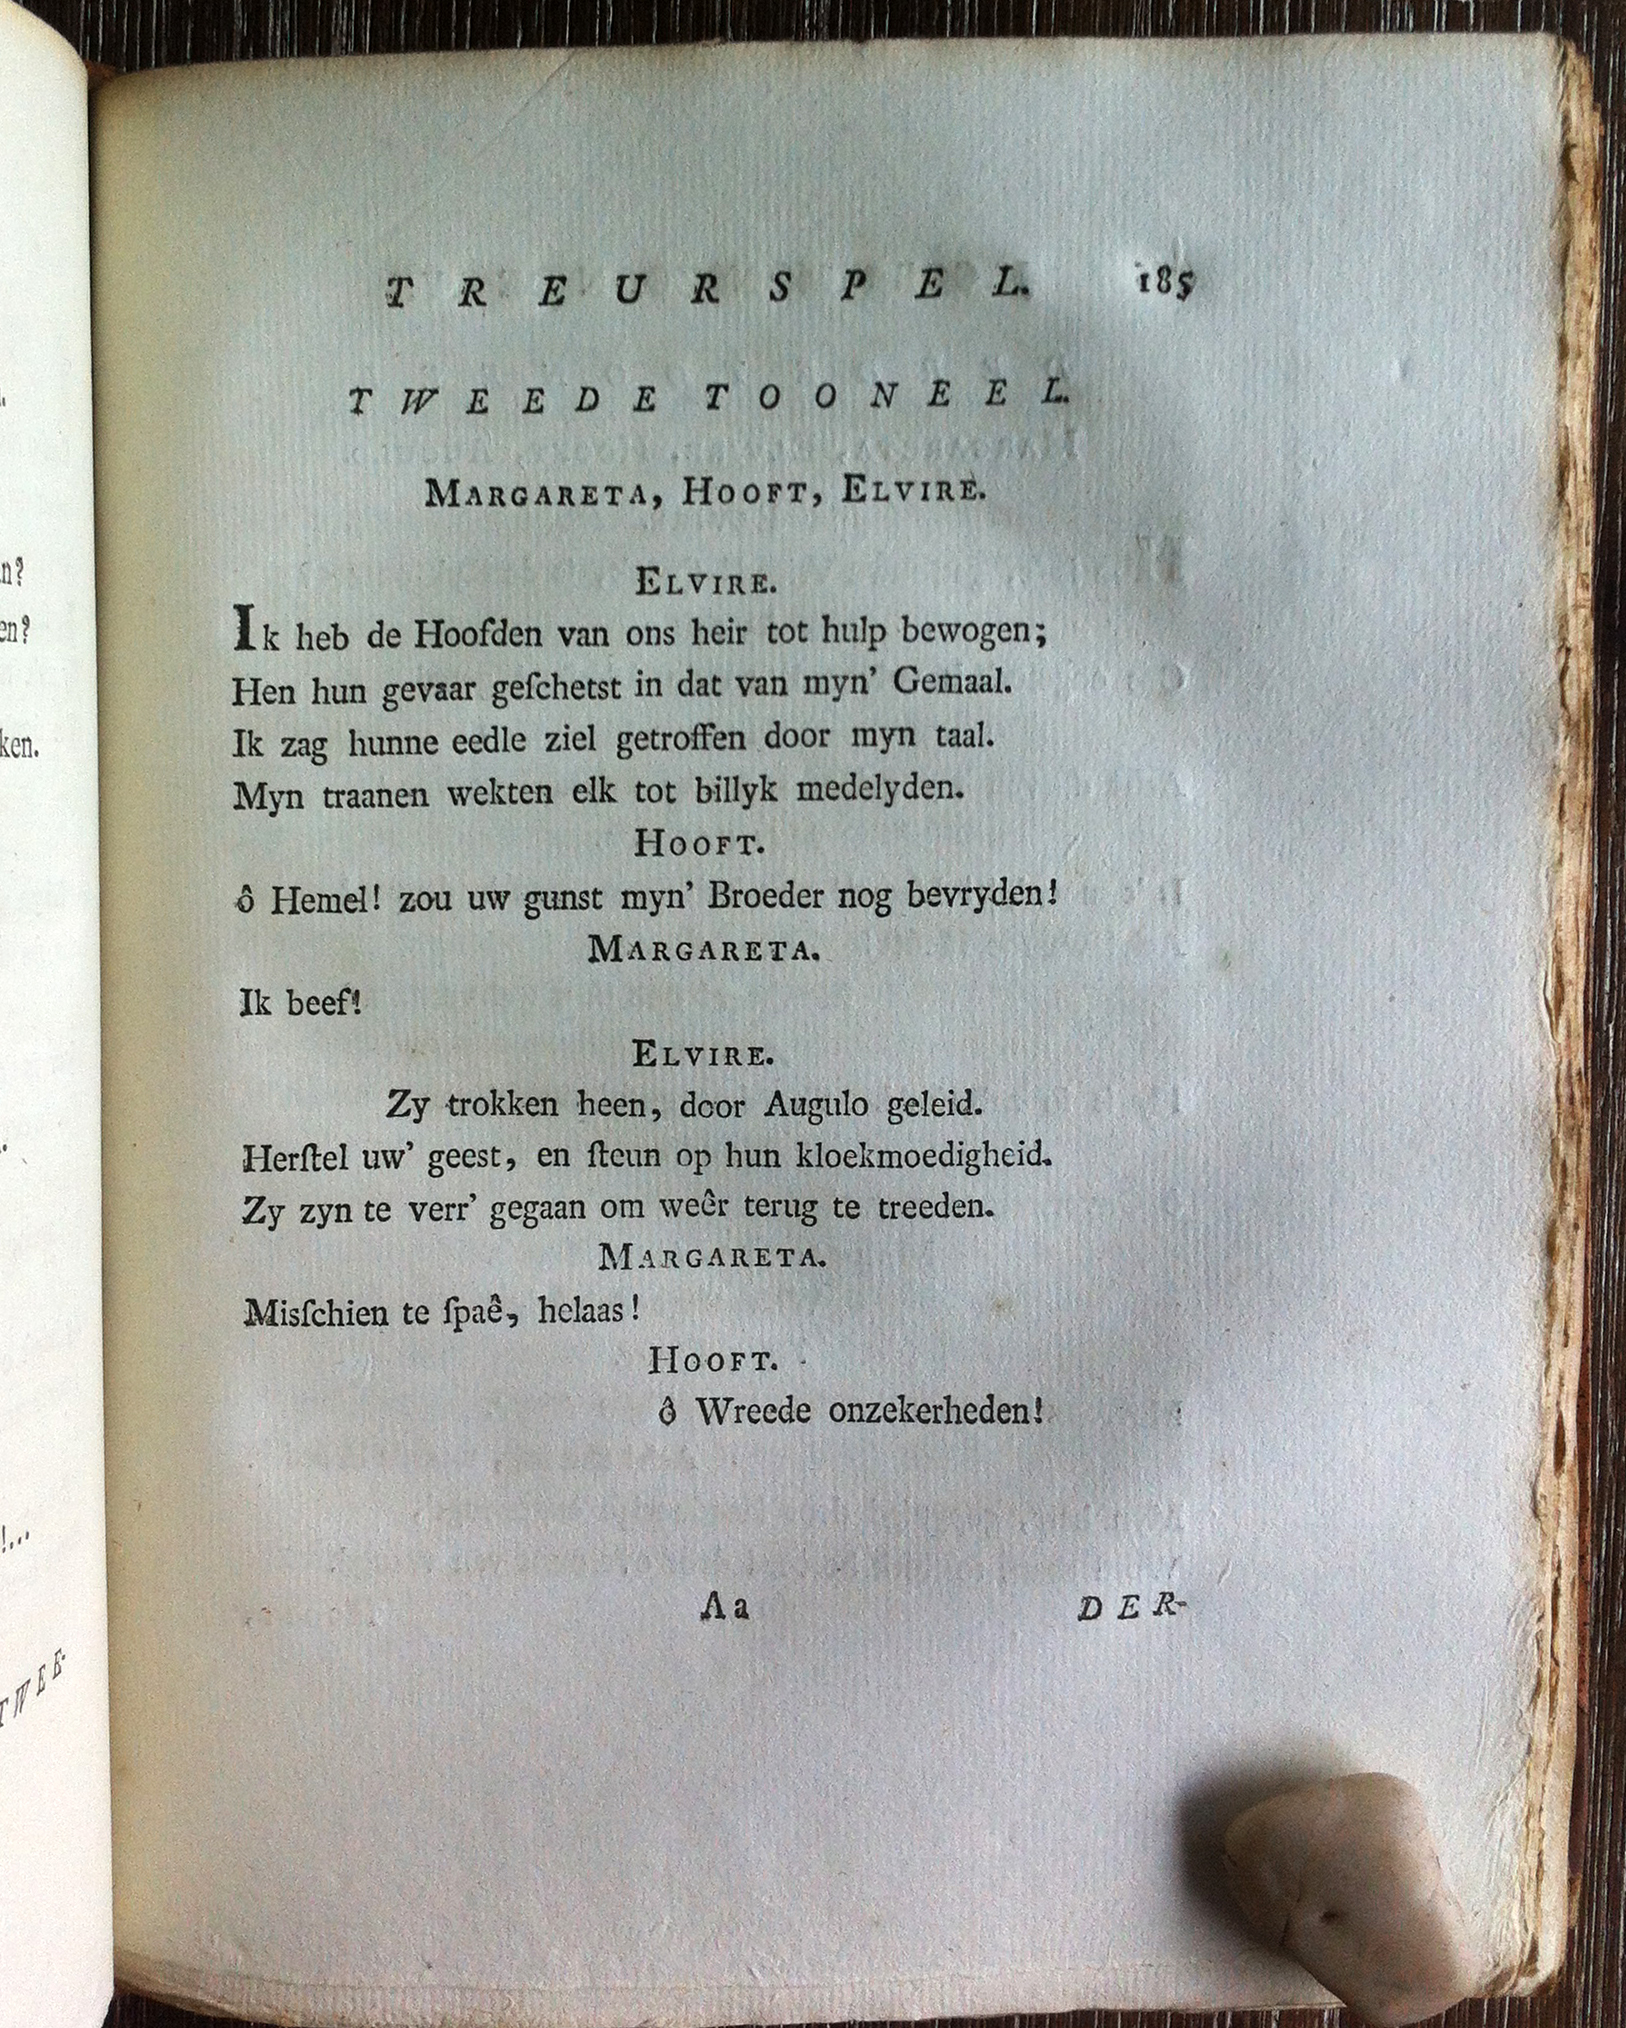 TREURSPEL. 185
TWEEDE TOONEEL.
MARGARETA, HOOFT, ELVIRE.
ELVIRE.
Ik heb de Hoofden van ons heir tot hulp bewogen;
Hen hun gevaar geſchetst in dat van myn' Gemaal.
Ik zag hunne eedle ziel getroffen door myn taal.
Myn traanen wekten elk tot billyk medelyden.
HOOFT.
ô Hemel! zou uw gunst myn' Broeder nog bevryden!
MARGARETA.
Ik beef!
ELVIRE.
Zy trokken heen, door Augulo geleid.
Herſtel uw' geest, en ſteun op hun kloekmoedigheid.
Zy zyn te verr' gegaan om weêr terug te treeden.
MARGARETA.
Misſchien te ſpaê, helaas!
HOOFT.
ô Wreede onzekerheden!
Aa DER-
n?
en?
ken.
!...
TWEE-